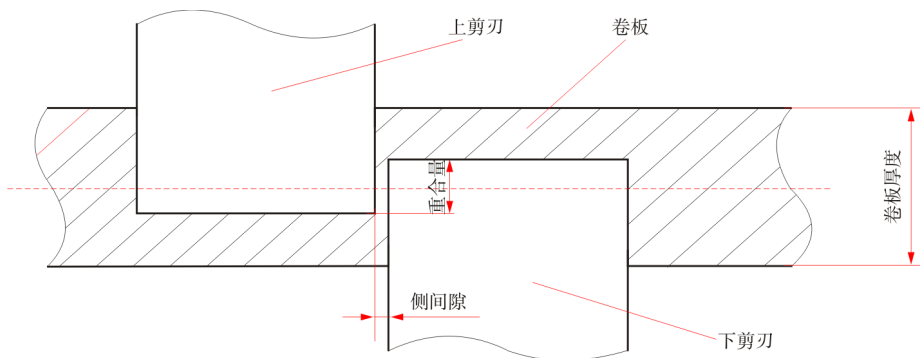 上剪刃
卷板
重合量
卷板厚度
侧间隙
下剪刃